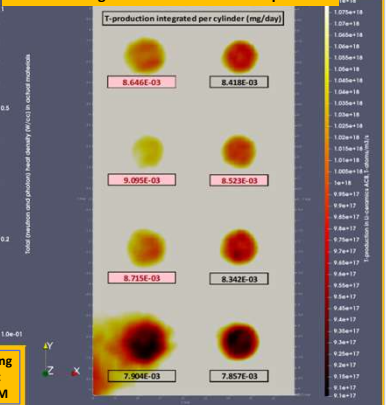 T-production integrated per cylinder (mg/day)
8.646E-03
8.418E-03
9.095E-03
8.523E-03
8.715E-03
8.342E-03
7.904E-03
7.857E-03
Total (neutron and photon) heat density (W/cc) in actual materials
1
0.5
0.2
1.0e-01
Y
Z
X
mg
M
T-production in Li-ceramics ACB, T-atoms/m3/s
1.075e+18
1.07e+18
1.065e+18
1.06e+18
1.055e+18
1.05e+18
1.045e+18
1.04e+18
1.035e+18
1.03e+18
1.025e+18
1.02e+18
1.015e+18
1.01e+18
1.005e+18
1e+18
9.95e+17
9.9e+17
9.85e+17
9.8e+17
9.75e+17
9.7e+17
9.65e+17
9.6e+17
9.55e+17
9.5e+17
9.45e+17
9.4e+17
9.35e+17
9.3e+17
9.25e+17
9.2e+17
9.15e+17
9.1e+17
9.1e+17